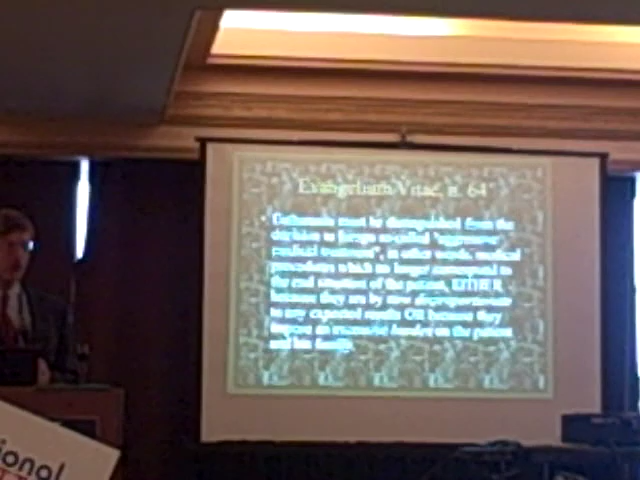 Evangelium Vitae, n. 64
• Euthanasia must be distinguished from the
decision to forego so-called "aggressive
medical treatment", in other words, medical
procedures which no longer correspond to
the real situation of the patient, EITHER
because they are by now disproportionate
to any expected results OR because they
impose an excessive burden on the patient
and his family.
ional